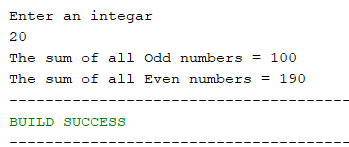 Enter an integar
20
The sum of all Odd numbers = 100
The sum of all Even numbers = 190
------------------------------------
BUILD SUCCESS
------------------------------------